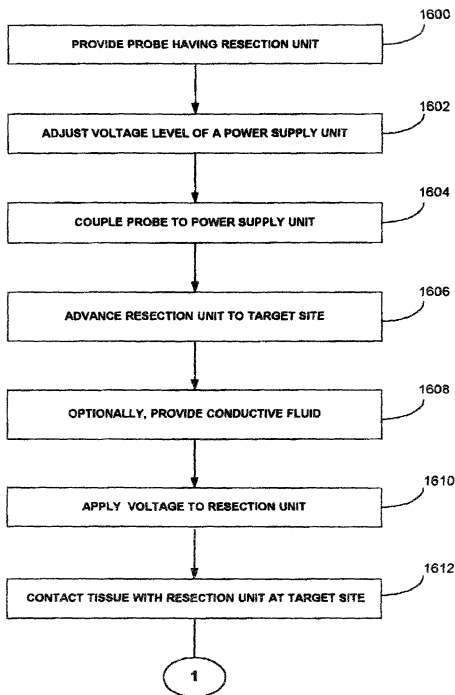 1600
PROVIDE PROBE HAVING RESECTION UNIT
1602
ADJUST VOLTAGE LEVEL OF A POWER SUPPLY UNIT
1604
COUPLE PROBE TO POWER SUPPLY UNIT
1606
ADVANCE RESECTION UNIT TO TARGET SITE
1608
OPTIONALLY, PROVIDE CONDUCTIVE FLUID
1610
APPLY VOLTAGE TO RESECTION UNIT
1612
CONTACT TISSUE WITH RESECTION UNIT AT TARGET SITE
1